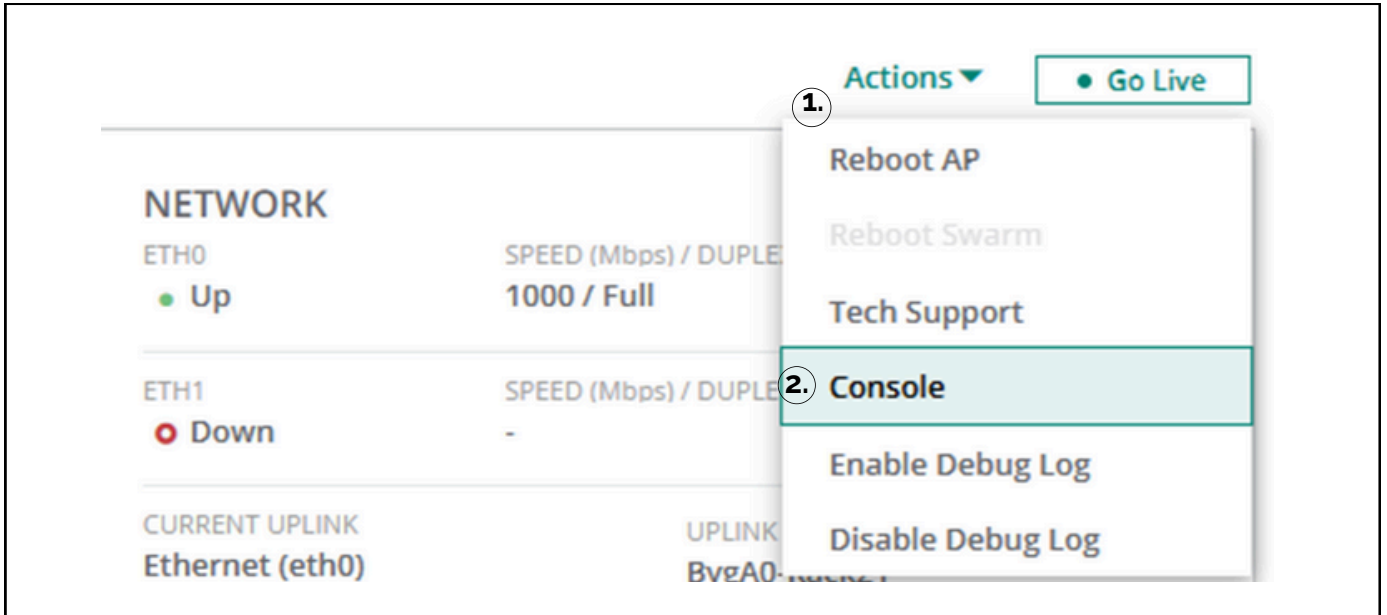 Actions Go Live
1.
Reboot AP
NETWORK
Reboot Swarm
ETH0 SPEED (Mbps) / DUPLE
Up 1000 / Full
Tech Support
ETH1 SPEED (Mbps) / DUPLE
2. Console
Down -
Enable Debug Log
CURRENT UPLINK UPLINK
Disable Debug Log
Ethernet (eth0)